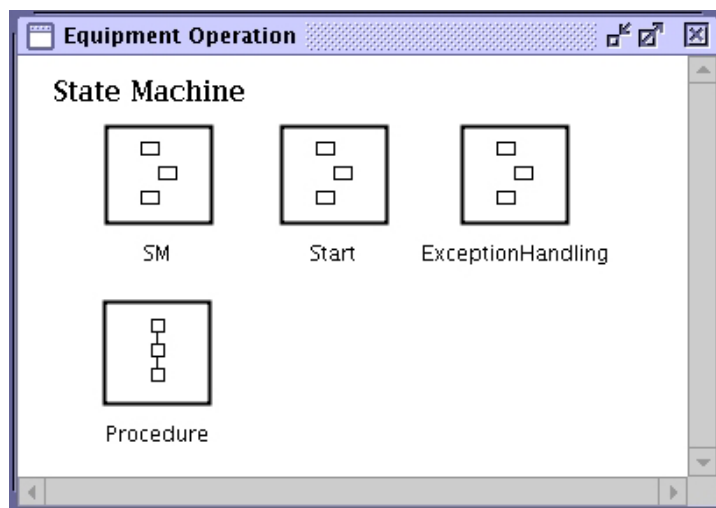 Equipment Operation
State Machine
SM Start ExceptionHandling
Procedure